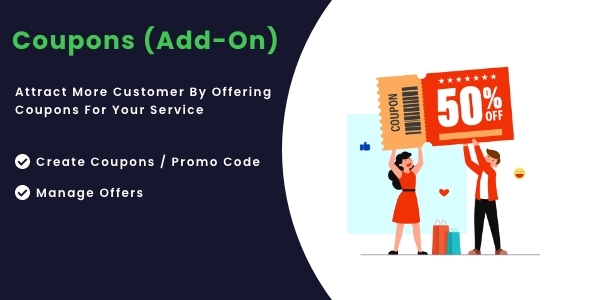 Coupons (Add-On)
Attract More Customer By Offering
Coupons For Your Service
Create Coupons / Promo Code
Manage Offers
COUPON
50%
OFF